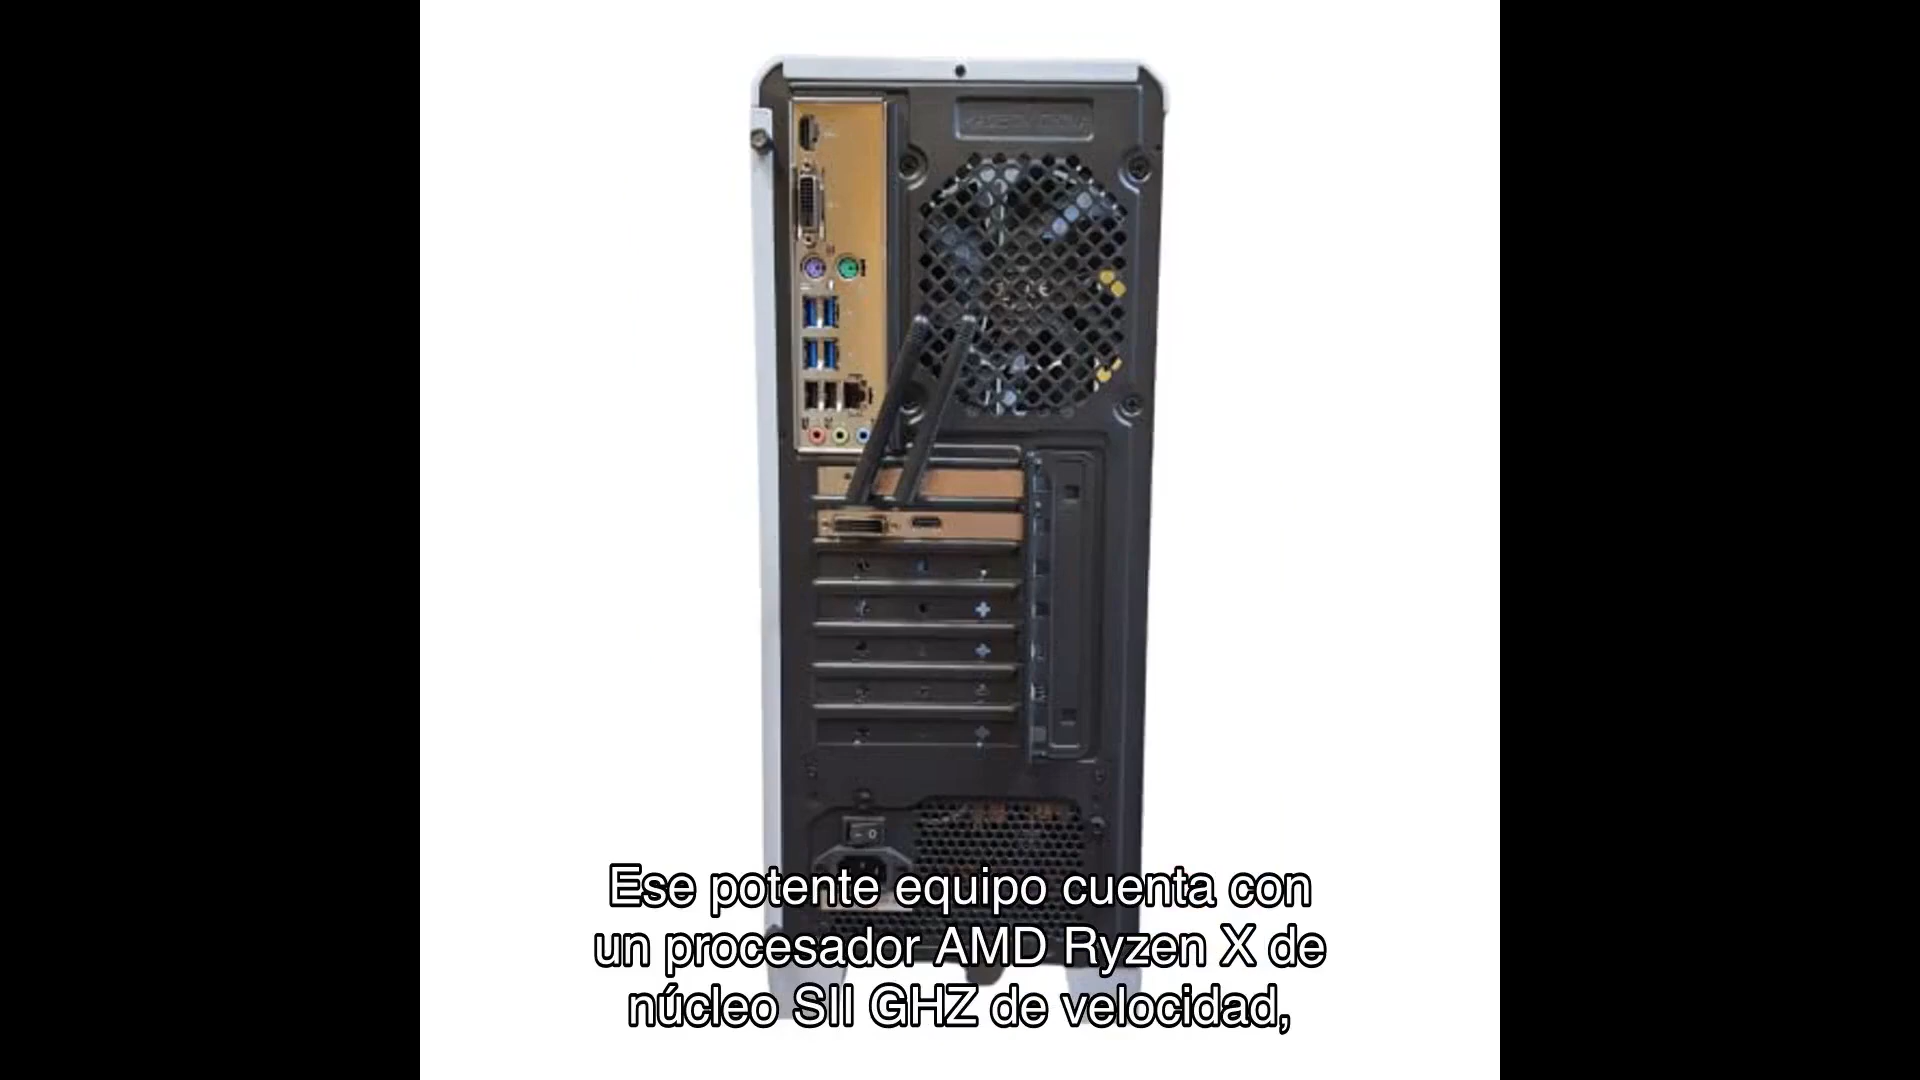 Ese potente equipo cuenta con
un procesador AMD Ryzen X de
núcleo SII GHZ de velocidad,